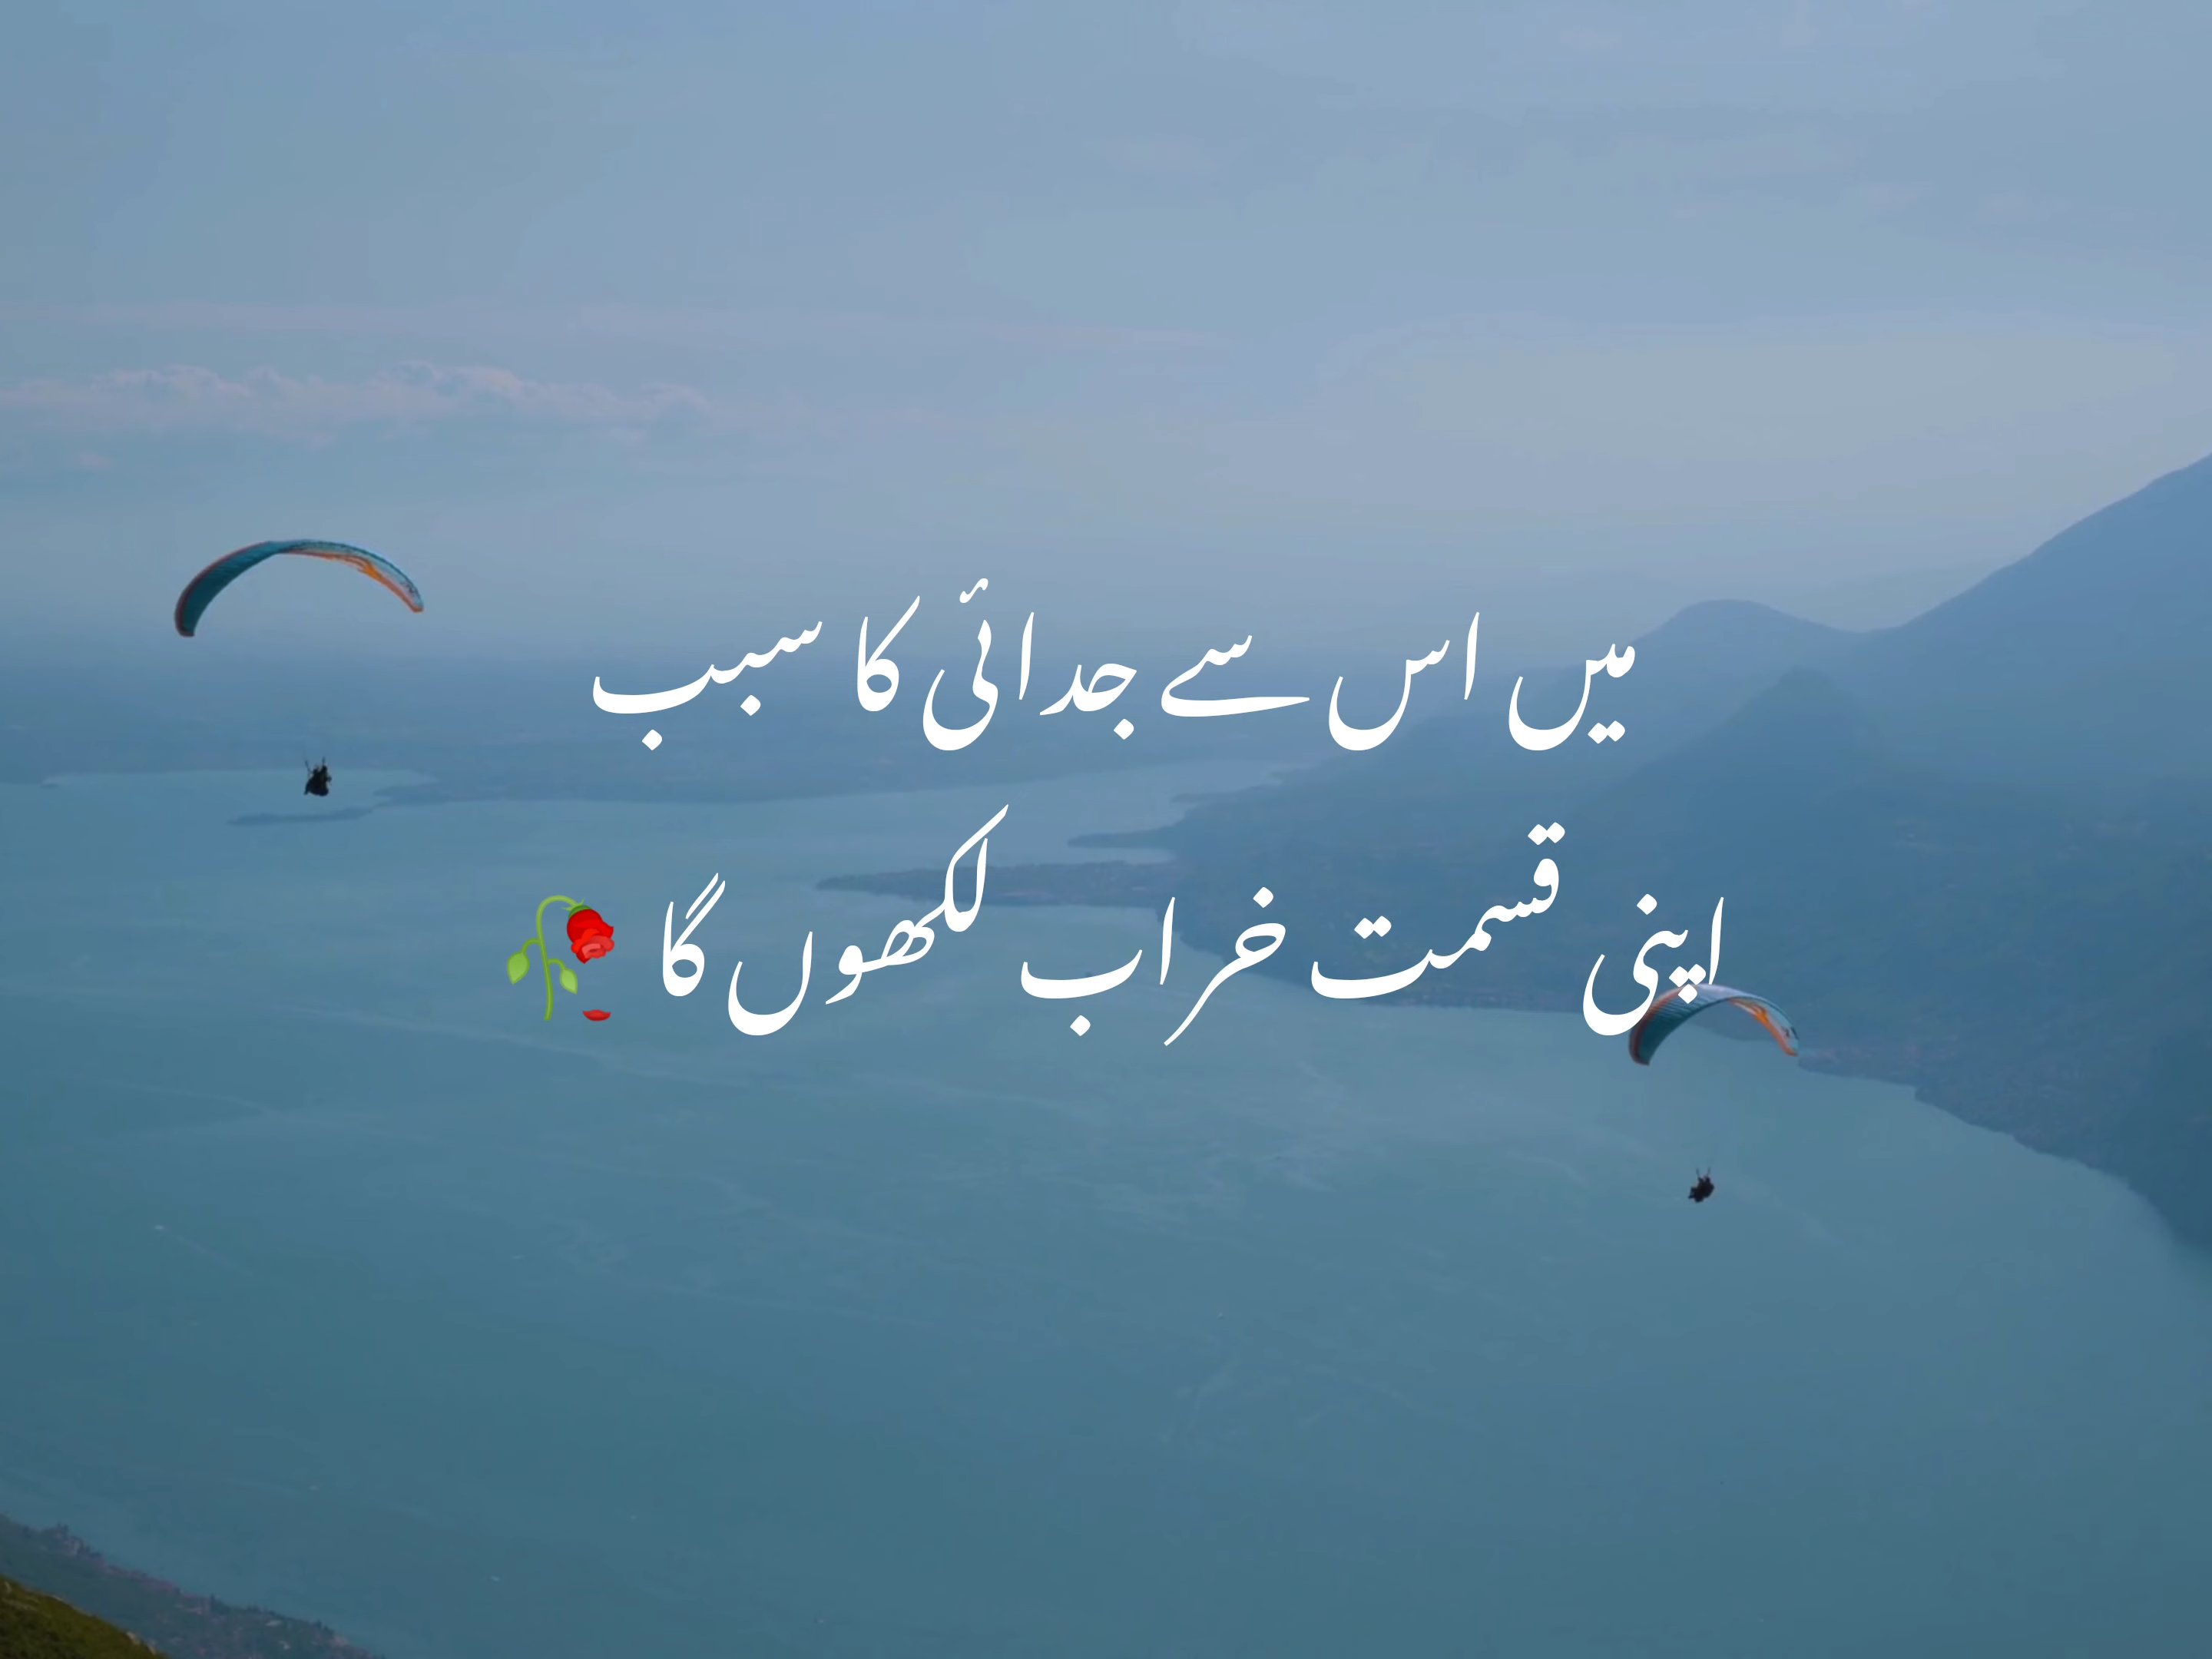 میں اس سے جدائی کا سبب
اپنی قسمت خراب لکھوں گا🥀